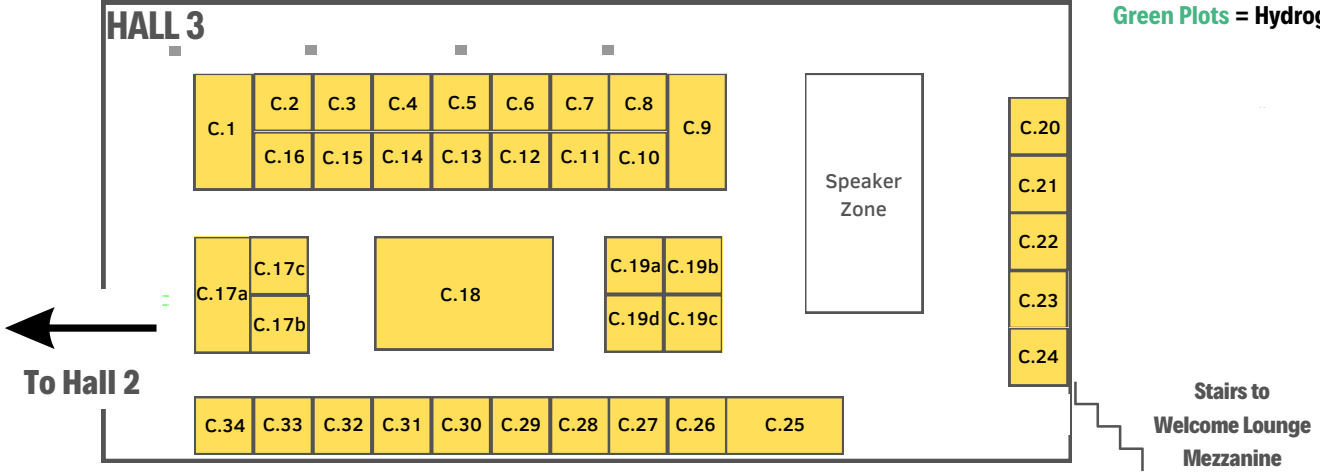 HALL 3
Green Plots = Hydrog
C.1
C.2
C.3
C.4
C.5
C.6
C.7
C.8
C.9
C.16
C.15
C.14
C.13
C.12
C.11
C.10
Speaker
Zone
C.20
C.21
C.22
C.23
C.24
C.17a
C.17c
C.17b
C.18
C.19a
C.19b
C.19d
C.19c
To Hall 2
C.34
C.33
C.32
C.31
C.30
C.29
C.28
C.27
C.26
C.25
Stairs to
Welcome Lounge
Mezzanine